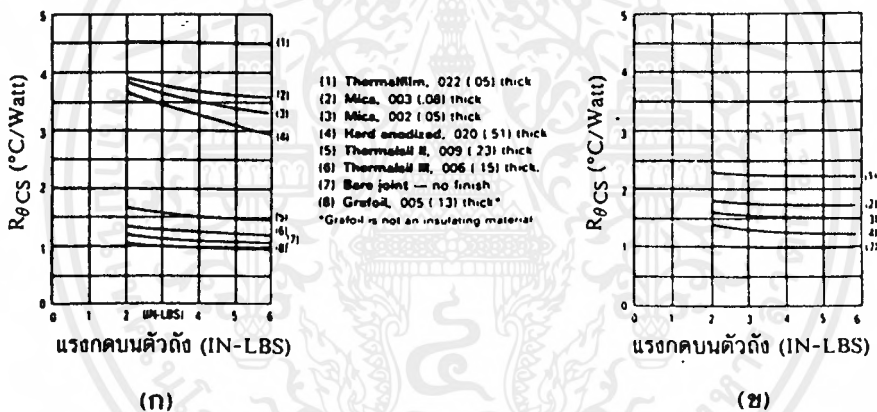 5
4
3
2
1
0
RθCS (°C/Watt)
(1)
(2)
(3)
(4)
(5)
(6)
(7)
(8)
0 1 2 3 4 5 6
(IN-LBS)
แรงกดบนตัวถัง (IN-LBS)
(ก)
(1) Thermalfilm, 022 (.05) thick
(2) Mica, 003 (.08) thick
(3) Mica, 002 (.05) thick
(4) Hard anodized, 020 (.51) thick
(5) Thermalsil II, 009 (.23) thick
(6) Thermalsil III, 006 (.15) thick.
(7) Bare joint — no finish
(8) Grafoil, 005 (.13) thick*
*Grafoil is not an insulating material
5
4
3
2
1
0
RθCS (°C/Watt)
(2)
(4)
(7)
0 1 2 3 4 5 6
แรงกดบนตัวถัง (IN-LBS)
(ข)